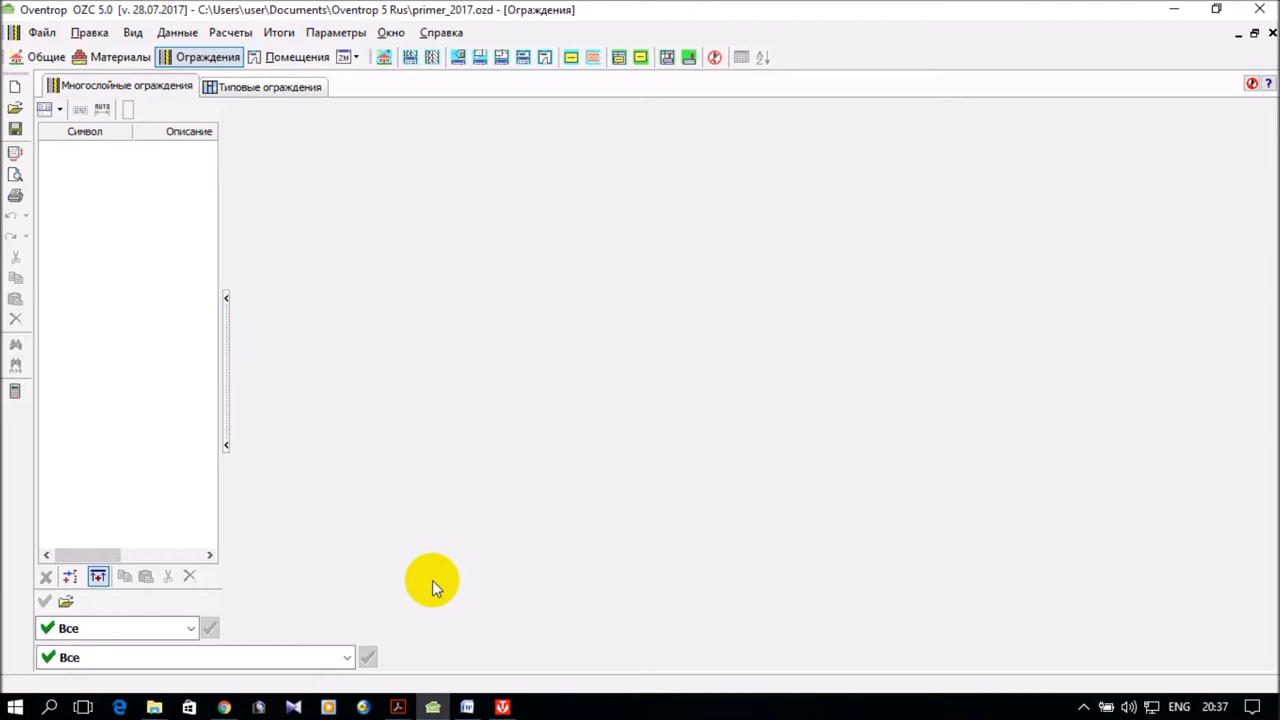 Oventrop OZC 5.0 [v. 28.07.2017] - C:\Users\user\Documents\Oventrop 5 Rus\primer_2017.ozd - [Ограждения]
Файл Правка Вид Данные Расчеты Итоги Параметры Окно Справка
Общие Материалы Ограждения Помещения
Многослойные ограждения Типовые ограждения
AUTO
Символ Описание
Все
Все
ENG 20:37